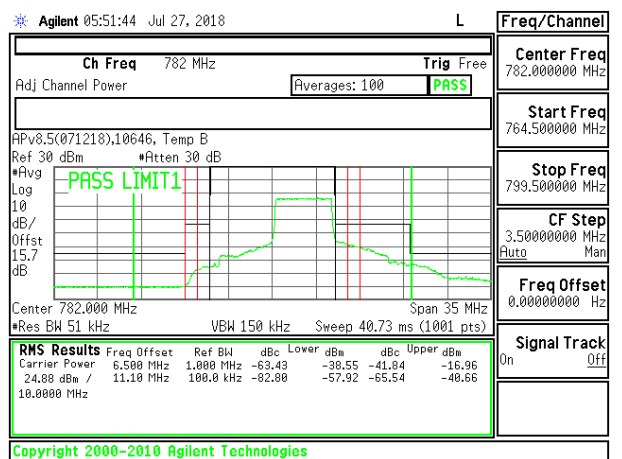 Agilent 05:51:44 Jul 27, 2018 L
Freq/Channel
Ch Freq 782 MHz Trig Free
Adj Channel Power Averages: 100 PASS
Center Freq
782.000000 MHz
Start Freq
764.500000 MHz
Stop Freq
799.500000 MHz
CF Step
3.50000000 MHz
Auto Man
Freq Offset
0.00000000 Hz
Signal Track
On Off
APv8.5(071218),10646, Temp B
Ref 30 dBm #Atten 30 dB
#Avg
Log
10
dB/
Offst
15.7
dB
PASS LIMIT1
Center 782.000 MHz Span 35 MHz
#Res BW 51 kHz VBW 150 kHz Sweep 40.73 ms (1001 pts)
RMS Results Freq Offset Ref BW dBc Lower dBm dBc Upper dBm
Carrier Power 6.500 MHz 1.000 MHz -63.43 -38.55 -41.84 -16.96
24.88 dBm / 11.10 MHz 100.0 kHz -82.80 -57.92 -65.54 -40.66
10.0000 MHz
Copyright 2000-2010 Agilent Technologies